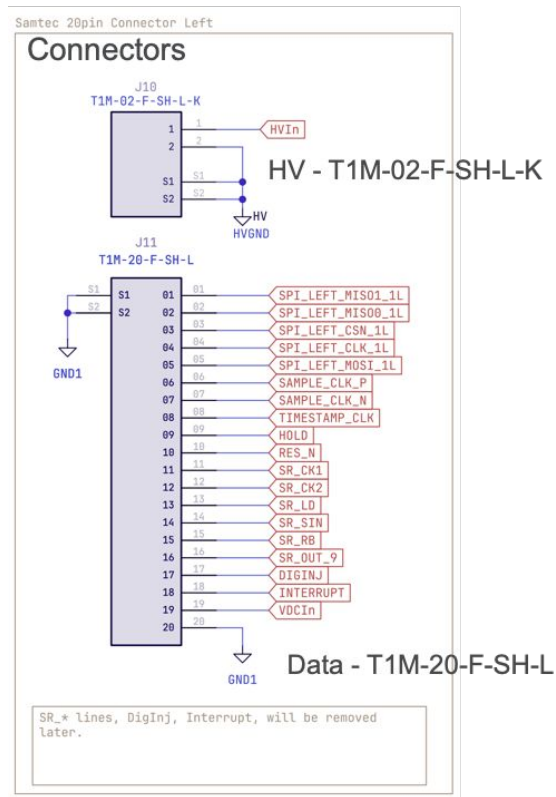 Samtec 20pin Connector Left
Connectors
J10
T1M-02-F-SH-L-K
1 1 HVIn
2 2
HV - T1M-02-F-SH-L-K
S1 S1
S2 S2
HV
HVGND
J11
T1M-20-F-SH-L
S1 S1 01 01 SPI_LEFT_MISO1_1L
S2 S2 02 02 SPI_LEFT_MISO0_1L
03 03 SPI_LEFT_CSN_1L
04 04 SPI_LEFT_CLK_1L
05 05 SPI_LEFT_MOSI_1L
GND1
06 06 SAMPLE_CLK_P
07 07 SAMPLE_CLK_N
08 08 TIMESTAMP_CLK
09 09 HOLD
10 10 RES_N
11 11 SR_CK1
12 12 SR_CK2
13 13 SR_LD
14 14 SR_SIN
15 15 SR_RB
16 16 SR_OUT_9
17 17 DIGINJ
18 18 INTERRUPT
19 19 VDCIn
20 20
GND1
Data - T1M-20-F-SH-L
SR_* lines, DigInj, Interrupt, will be removed
later.